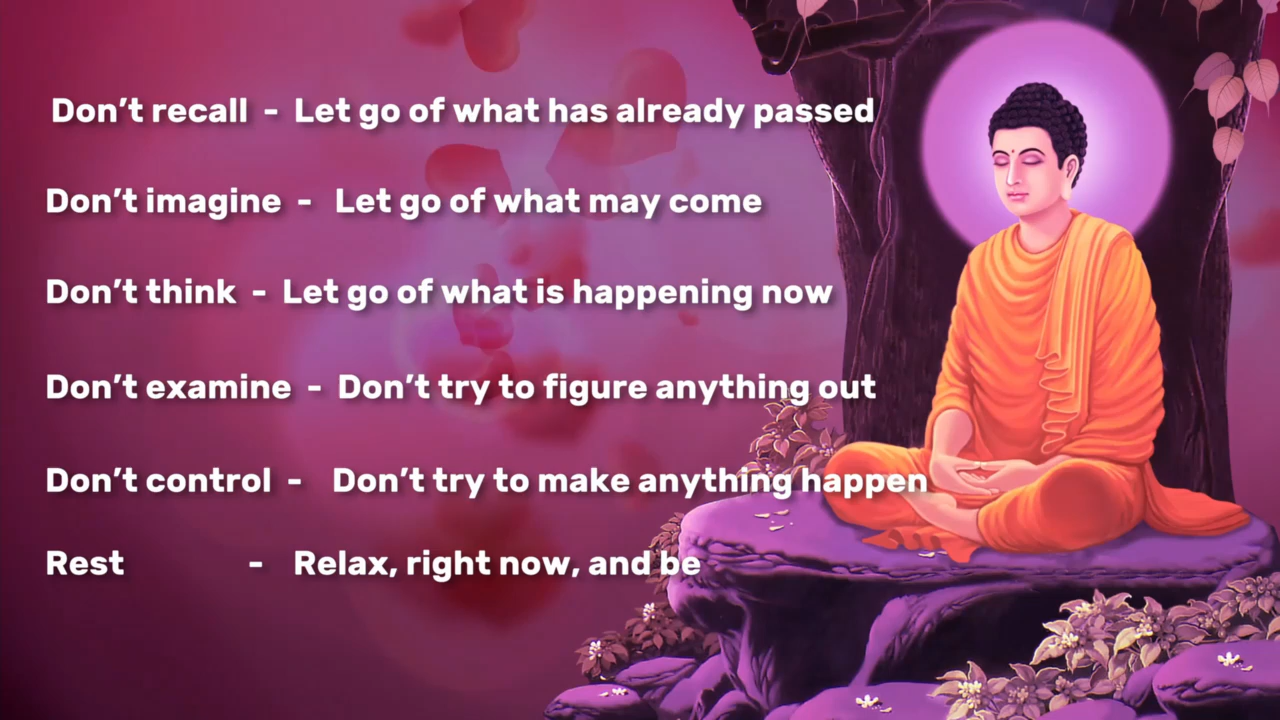 Don't recall - Let go of what has already passed
Don't imagine - Let go of what may come
Don't think - Let go of what is happening now
Don't examine - Don't try to figure anything out
Don't control - Don't try to make anything happen
Rest - Relax, right now, and be